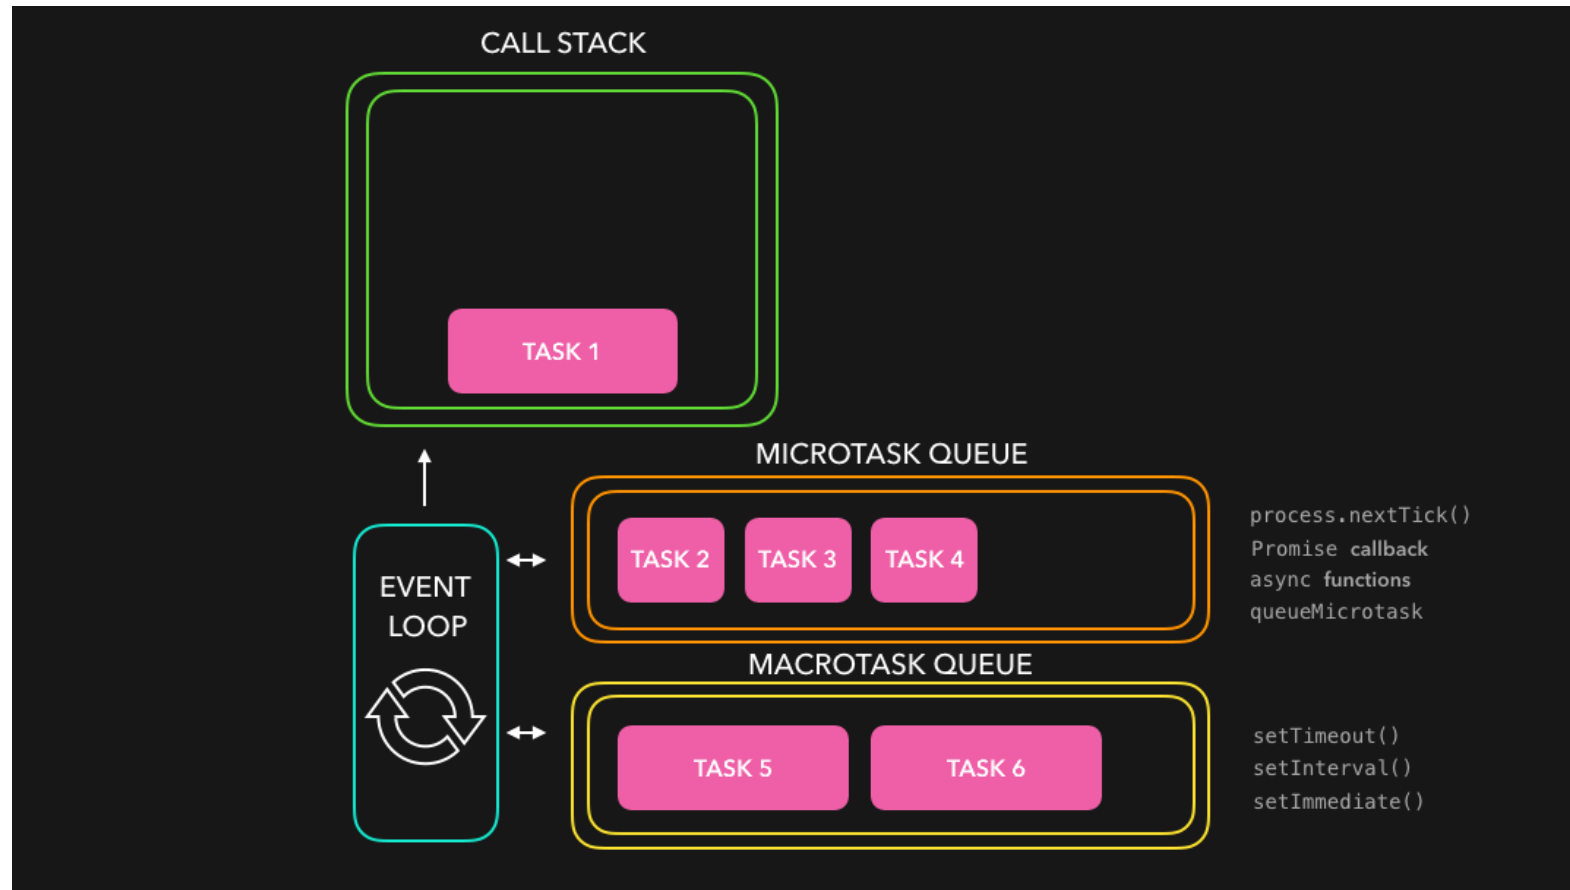 CALL STACK
TASK 1
MICROTASK QUEUE
TASK 2
TASK 3
TASK 4
process.nextTick()
Promise callback
async functions
queueMicrotask
EVENT
LOOP
MACROTASK QUEUE
TASK 5
TASK 6
setTimeout()
setInterval()
setImmediate()